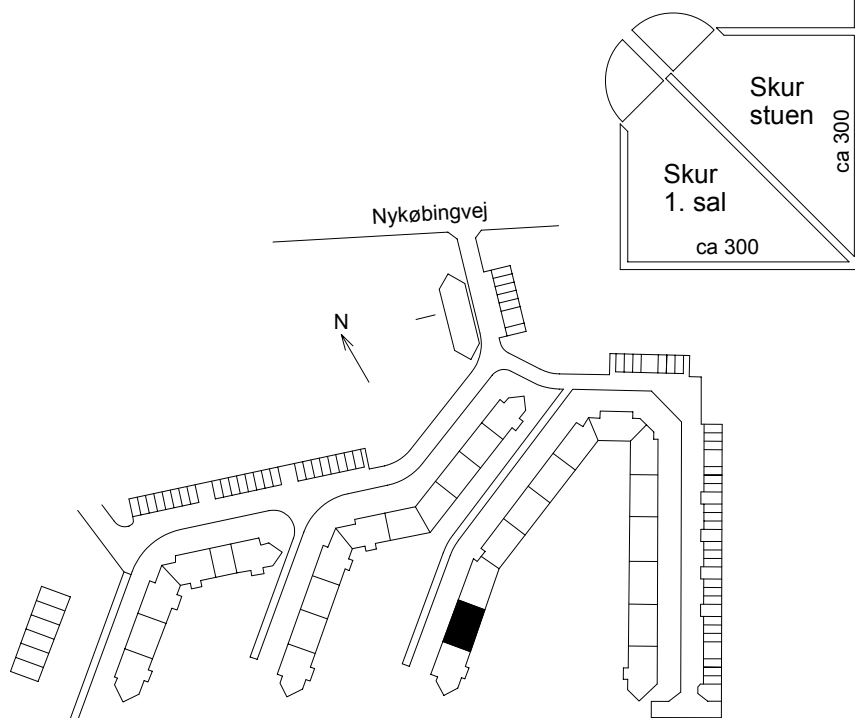 Skur
stuen
ca 300
Skur
1. sal
ca 300
Nykøbingvej
N